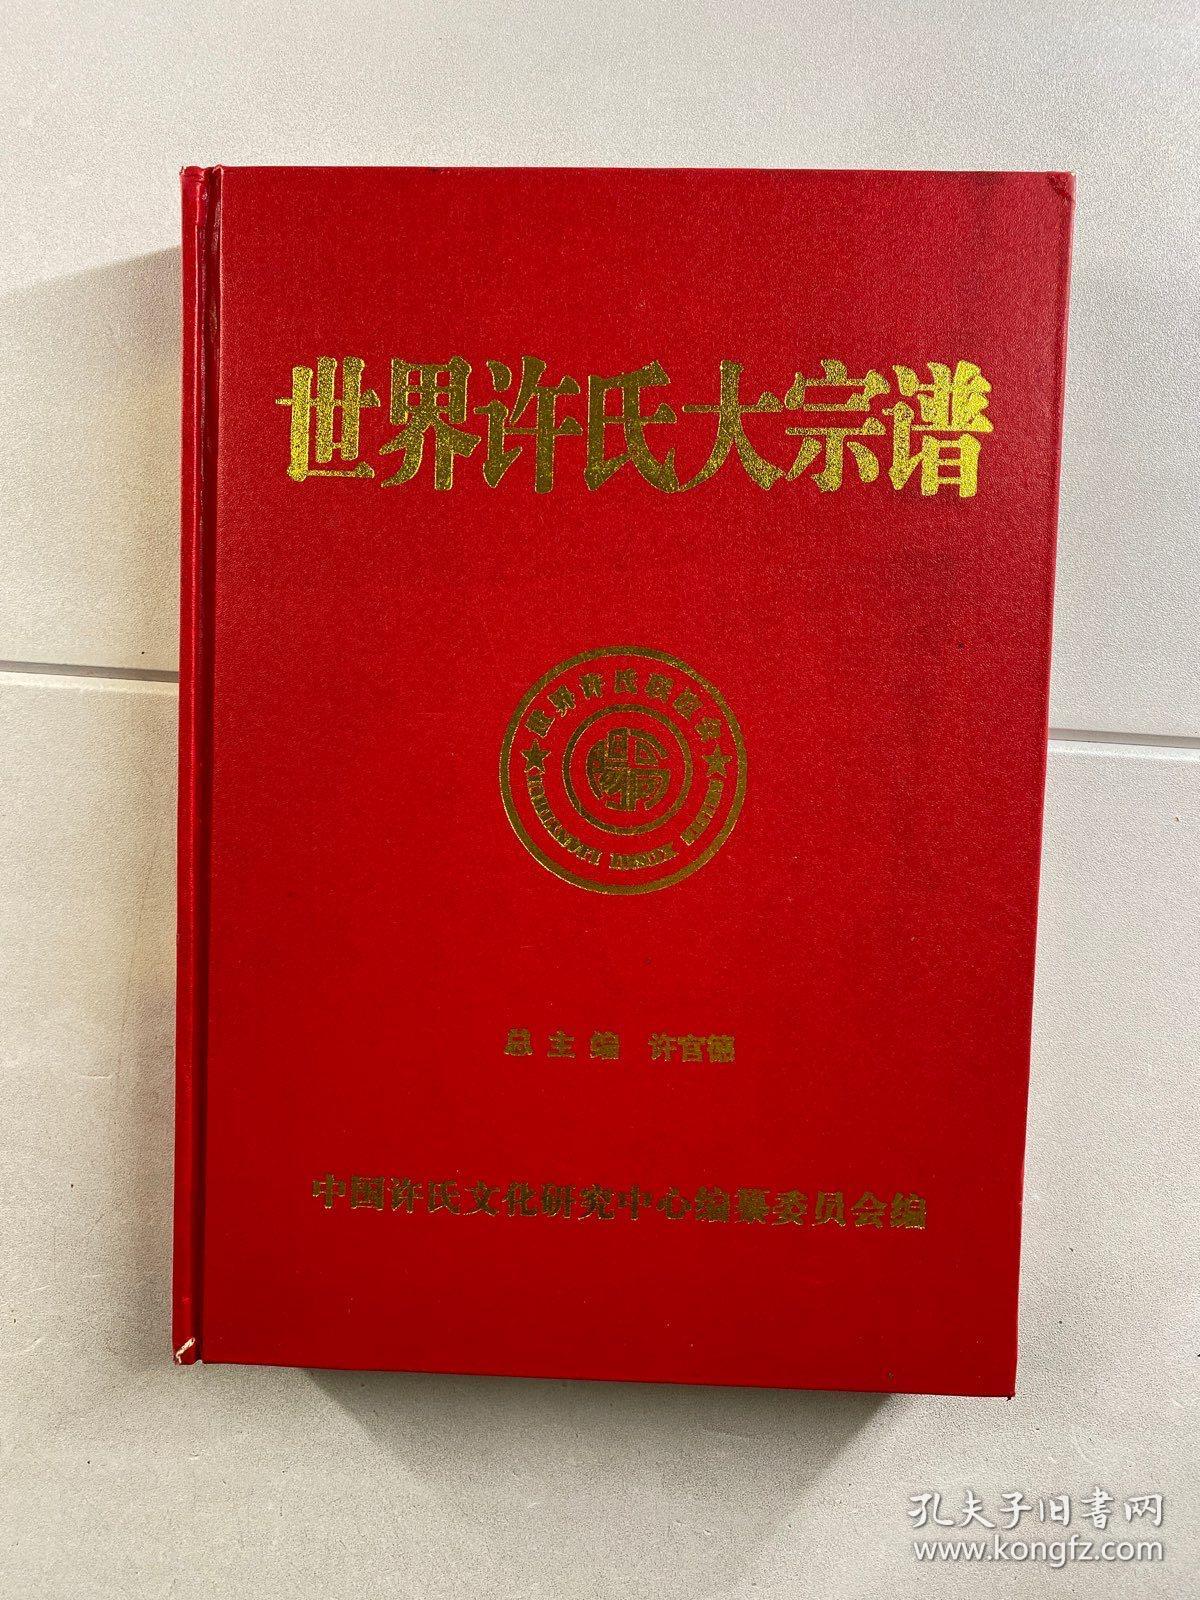 世界许氏大宗谱
世界许氏联谊会
总主编 许官德
中国许氏文化研究中心编纂委员会编
孔夫子旧书网
www.kongfz.com